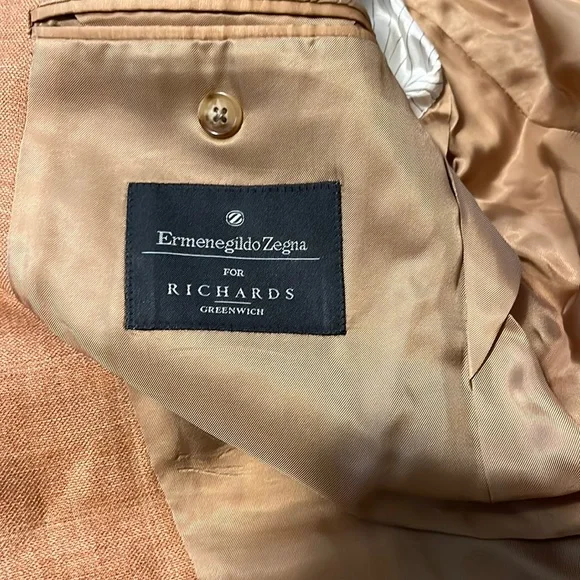 Ermenegildo Zegna
FOR
RICHARDS
GREENWICH